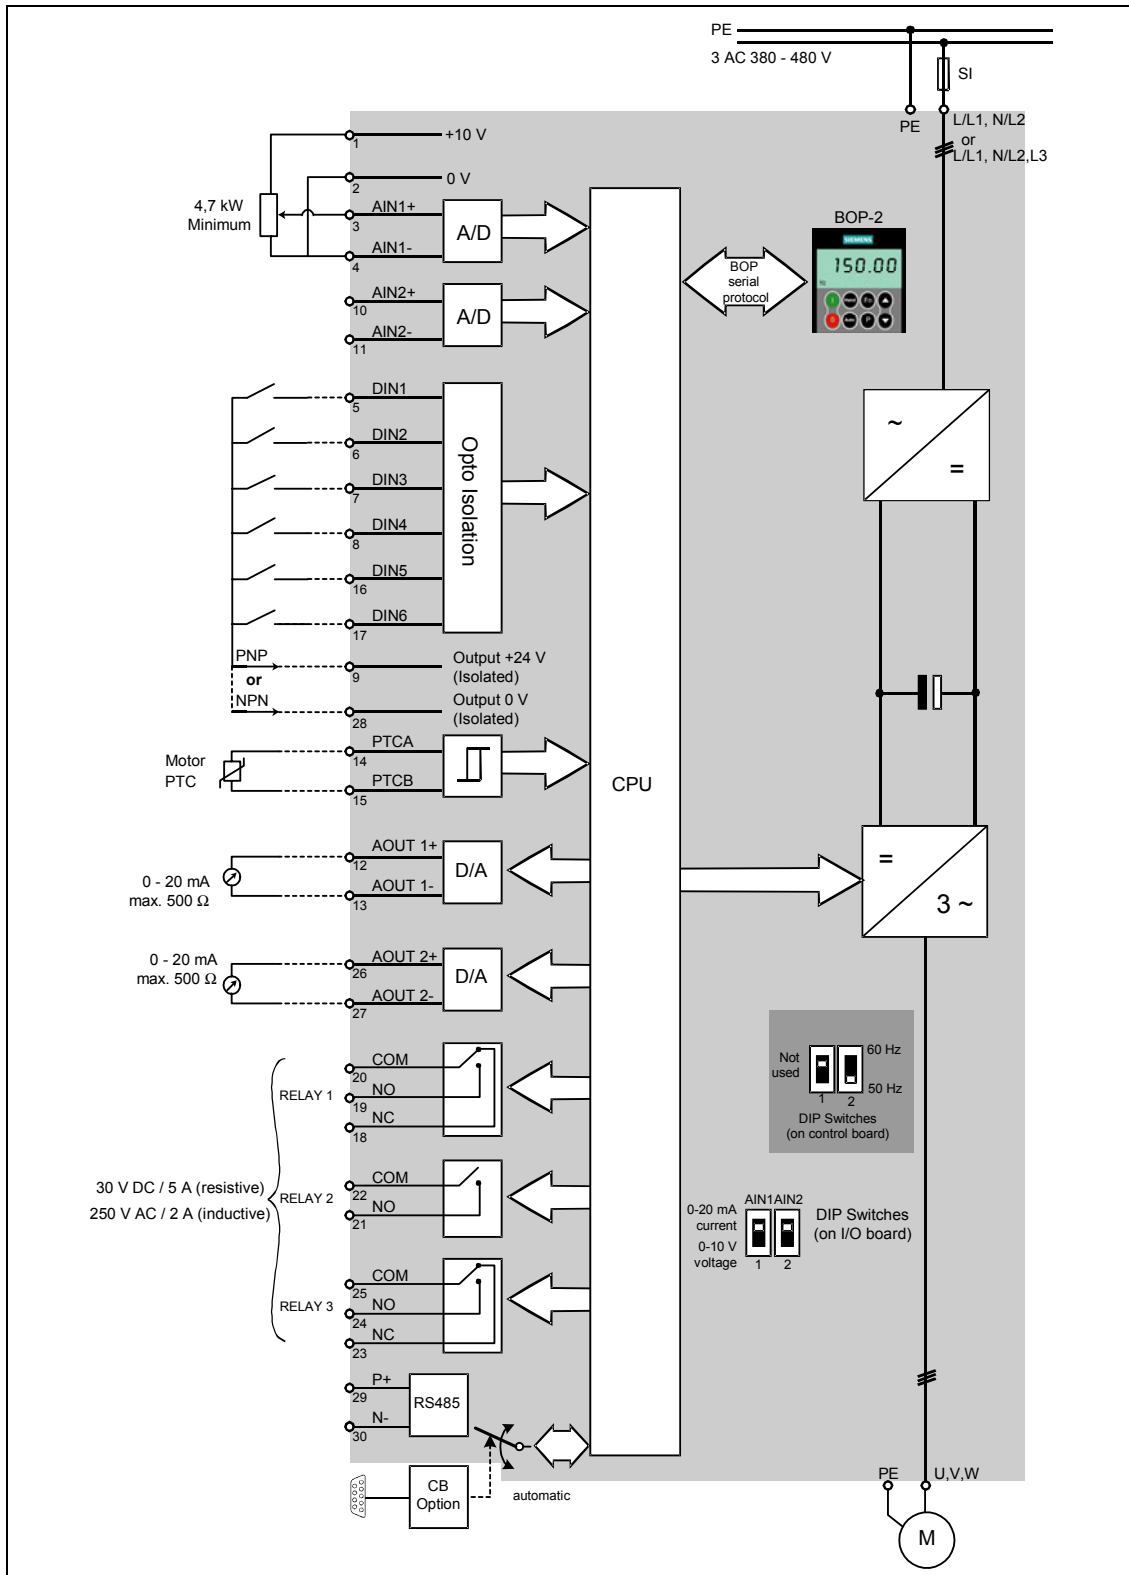 PE
3 AC 380 - 480 V
SI
PE
L/L1, N/L2
or
L/L1, N/L2,L3
1
+10 V
2
0 V
4,7 kW
Minimum
AIN1+
3
A/D
AIN1-
4
AIN2+
10
A/D
AIN2-
11
BOP
serial
protocol
BOP-2
SIEMENS
150.00
Hz
Fn
P
DIN1
5
DIN2
6
DIN3
7
DIN4
8
DIN5
16
DIN6
17
Opto Isolation
~
=
PNP
or
NPN
9
Output +24 V
(Isolated)
28
Output 0 V
(Isolated)
Motor
PTC
PTCA
14
PTCB
15
CPU
0 - 20 mA
max. 500 Ω
AOUT 1+
12
AOUT 1-
13
D/A
=
3 ~
0 - 20 mA
max. 500 Ω
AOUT 2+
26
AOUT 2-
27
D/A
Not
used
60 Hz
50 Hz
1
2
DIP Switches
(on control board)
30 V DC / 5 A (resistive)
250 V AC / 2 A (inductive)
RELAY 1
COM
20
NO
19
NC
18
RELAY 2
COM
22
NO
21
0-20 mA
current
0-10 V
voltage
AIN1 AIN2
1
2
DIP Switches
(on I/O board)
RELAY 3
COM
25
NO
24
NC
23
P+
29
N-
30
RS485
CB
Option
automatic
PE
U,V,W
M